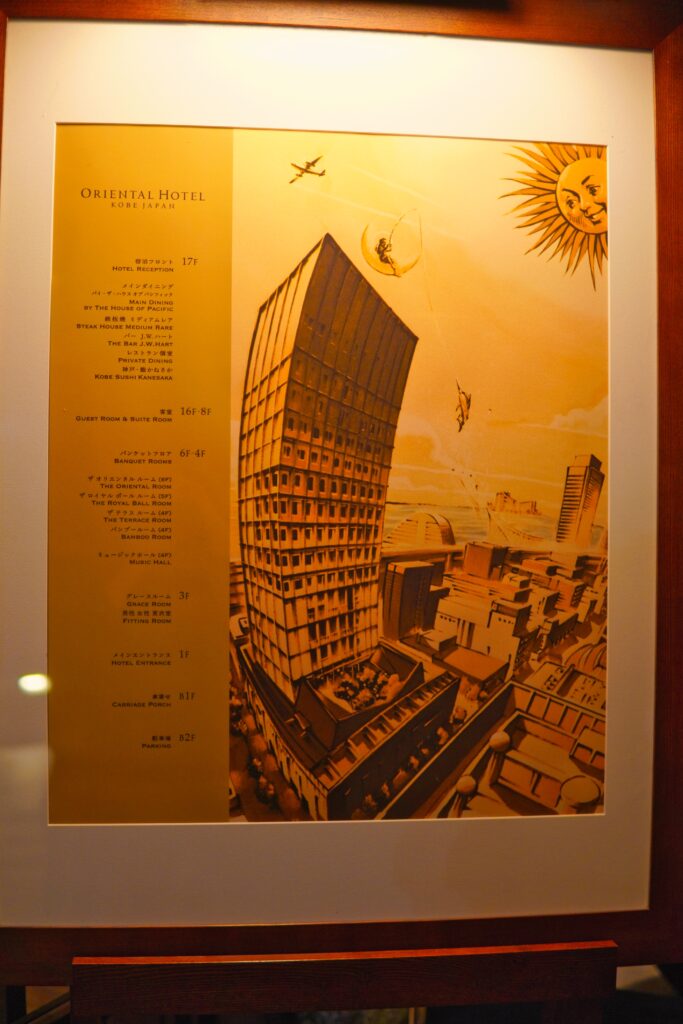 ORIENTAL HOTEL
KOBE JAPAN
宿泊フロント 17F
HOTEL RECEPTION
メインダイニング
バイ・ザ・ハウス オブ パシフィック
MAIN DINING
BY THE HOUSE OF PACIFIC
鉄板焼 ミディアムレア
STEAK HOUSE MEDIUM RARE
バー J.W.ハート
THE BAR J.W.HART
レストラン個室
PRIVATE DINING
神戸・鮨かねさか
KOBE SUSHI KANESAKA
客室 16F-8F
GUEST ROOM & SUITE ROOM
バンケットフロア 6F-4F
BANQUET ROOMS
ザ オリエンタル ルーム (6F)
THE ORIENTAL ROOM
ザ ロイヤル ボール ルーム (5F)
THE ROYAL BALL ROOM
ザ テラス ルーム (4F)
THE TERRACE ROOM
バンブールーム (4F)
BAMBOO ROOM
ミュージックホール (4F)
MUSIC HALL
グレースルーム 3F
GRACE ROOM
男性 女性 更衣室
FITTING ROOM
メインエントランス 1F
HOTEL ENTRANCE
車寄せ B1F
CARRIAGE PORCH
駐車場 B2F
PARKING